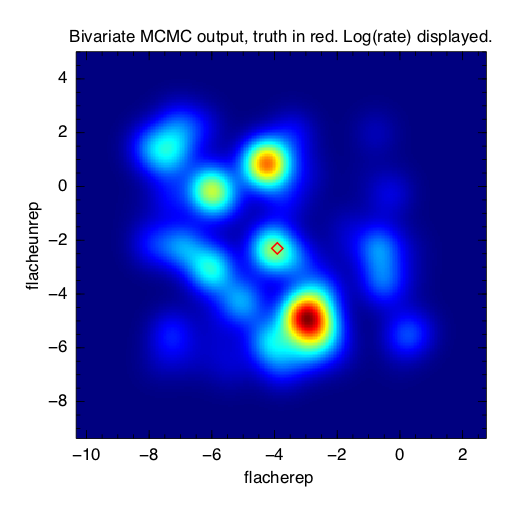 Bivariate MCMC output, truth in red. Log(rate) displayed.
4
2
0
−2
−4
−6
−8
flacheunrep
−10 −8 −6 −4 −2 0 2
flacherep